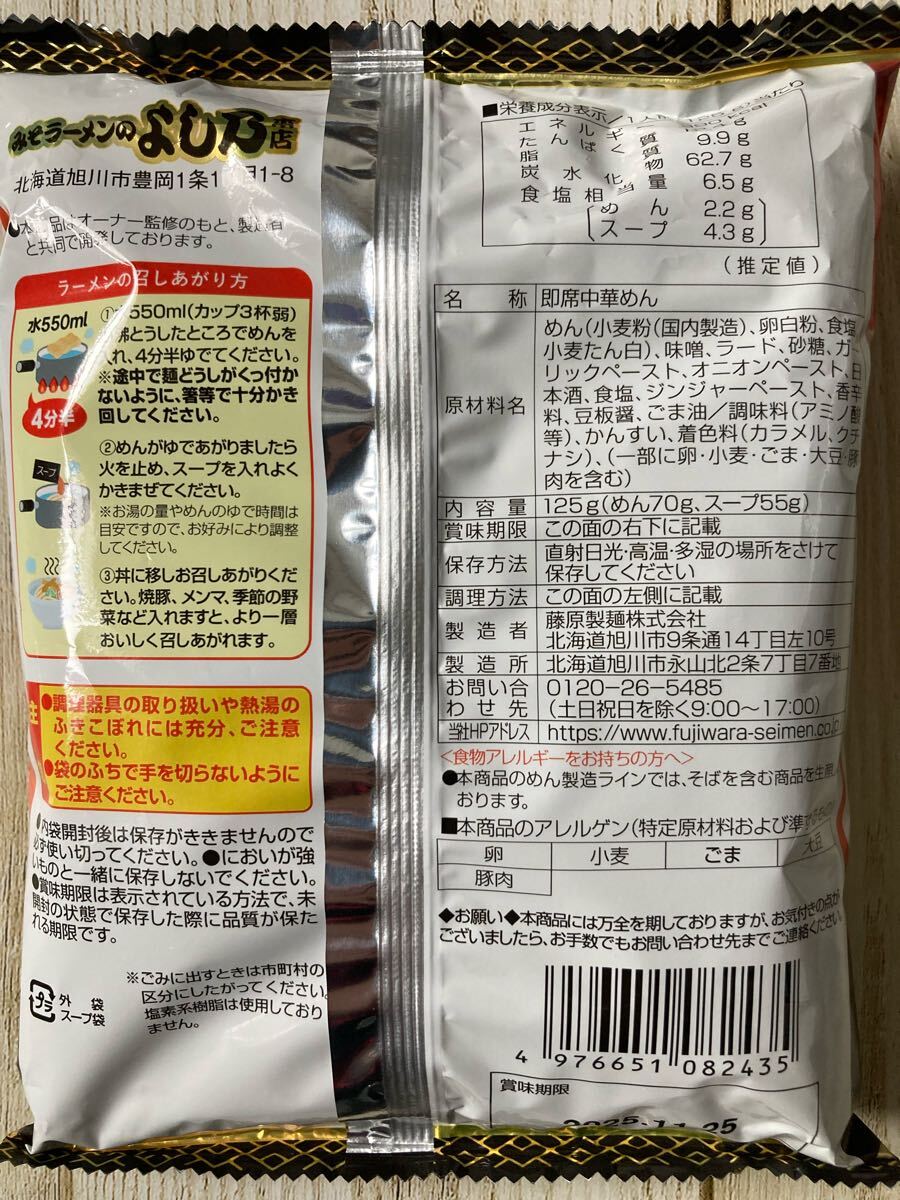 みそラーメンの よし乃 本店
北海道旭川市豊岡1条1 目1-8
本 品はオーナー監修のもと、製造者
と共同で開発しております。
ラーメンの召しあがり方
水550ml
4分半
① 550ml(カップ3杯弱)
沸とうしたところでめんを
入れ、4分半ゆでてください。
※途中で麺どうしがくっ付か
ないように、箸等で十分かき
回してください。
スープ
②めんがゆであがりましたら
火を止め、スープを入れよく
かきまぜてください。
※お湯の量やめんのゆで時間は
目安ですので、お好みにより調整
してください。
③丼に移しお召しあがりくだ
さい。焼豚、メンマ、季節の野
菜など入れますと、より一層
おいしく召しあがれます。
●調理器具の取り扱いや熱湯の
ふきこぼれには充分、ご注意
ください。
●袋のふちで手を切らないように
ご注意ください。
内袋開封後は保存がききませんので
必ず使い切ってください。●においが強
いものと一緒に保存しないでください。
●賞味期限は表示されている方法で、未
開封の状態で保存した際に品質が保た
れる期限です。
プラ
外 袋
スープ袋
※ごみに出すときは市町村の
区分にしたがってください。
塩素系樹脂は使用しており
ません。
■栄養成分表示/1人
エネルギー
たんぱく質
脂質 9.9g
炭水化物 62.7g
食塩相当量 6.5g
めん 2.2g
スープ 4.3g
(推定値)
名称 即席中華めん
原材料名 めん(小麦粉(国内製造)、卵白粉、食塩
小麦たん白)、味噌、ラード、砂糖、ガー
リックペースト、オニオンペースト、日
本酒、食塩、ジンジャーペースト、香辛
料、豆板醤、ごま油/調味料(アミノ酸
等)、かんすい、着色料(カラメル、クチ
ナシ)、(一部に卵・小麦・ごま・大豆・豚
肉を含む)
内容量 125g(めん70g、スープ55g)
賞味期限 この面の右下に記載
保存方法 直射日光・高温・多湿の場所をさけて
保存してください
調理方法 この面の左側に記載
製造者 藤原製麺株式会社
北海道旭川市9条通14丁目左10号
製造所 北海道旭川市永山北2条7丁目7番地
お問い合わせ先 0120-26-5485
(土日祝日を除く9:00~17:00)
当社HPアドレス https://www.fujiwara-seimen.co.jp
<食物アレルギーをお持ちの方へ>
●本商品のめん製造ラインでは、そばを含む商品を生産し
おります。
■本商品のアレルゲン(特定原材料および準ずるもの
卵 小麦 ごま 大豆
豚肉
◆お願い◆本商品には万全を期しておりますが、お気付きの点が
ございましたら、お手数でもお問い合わせ先までご連絡ください。
4 976651 082435
賞味期限
2025.11.25